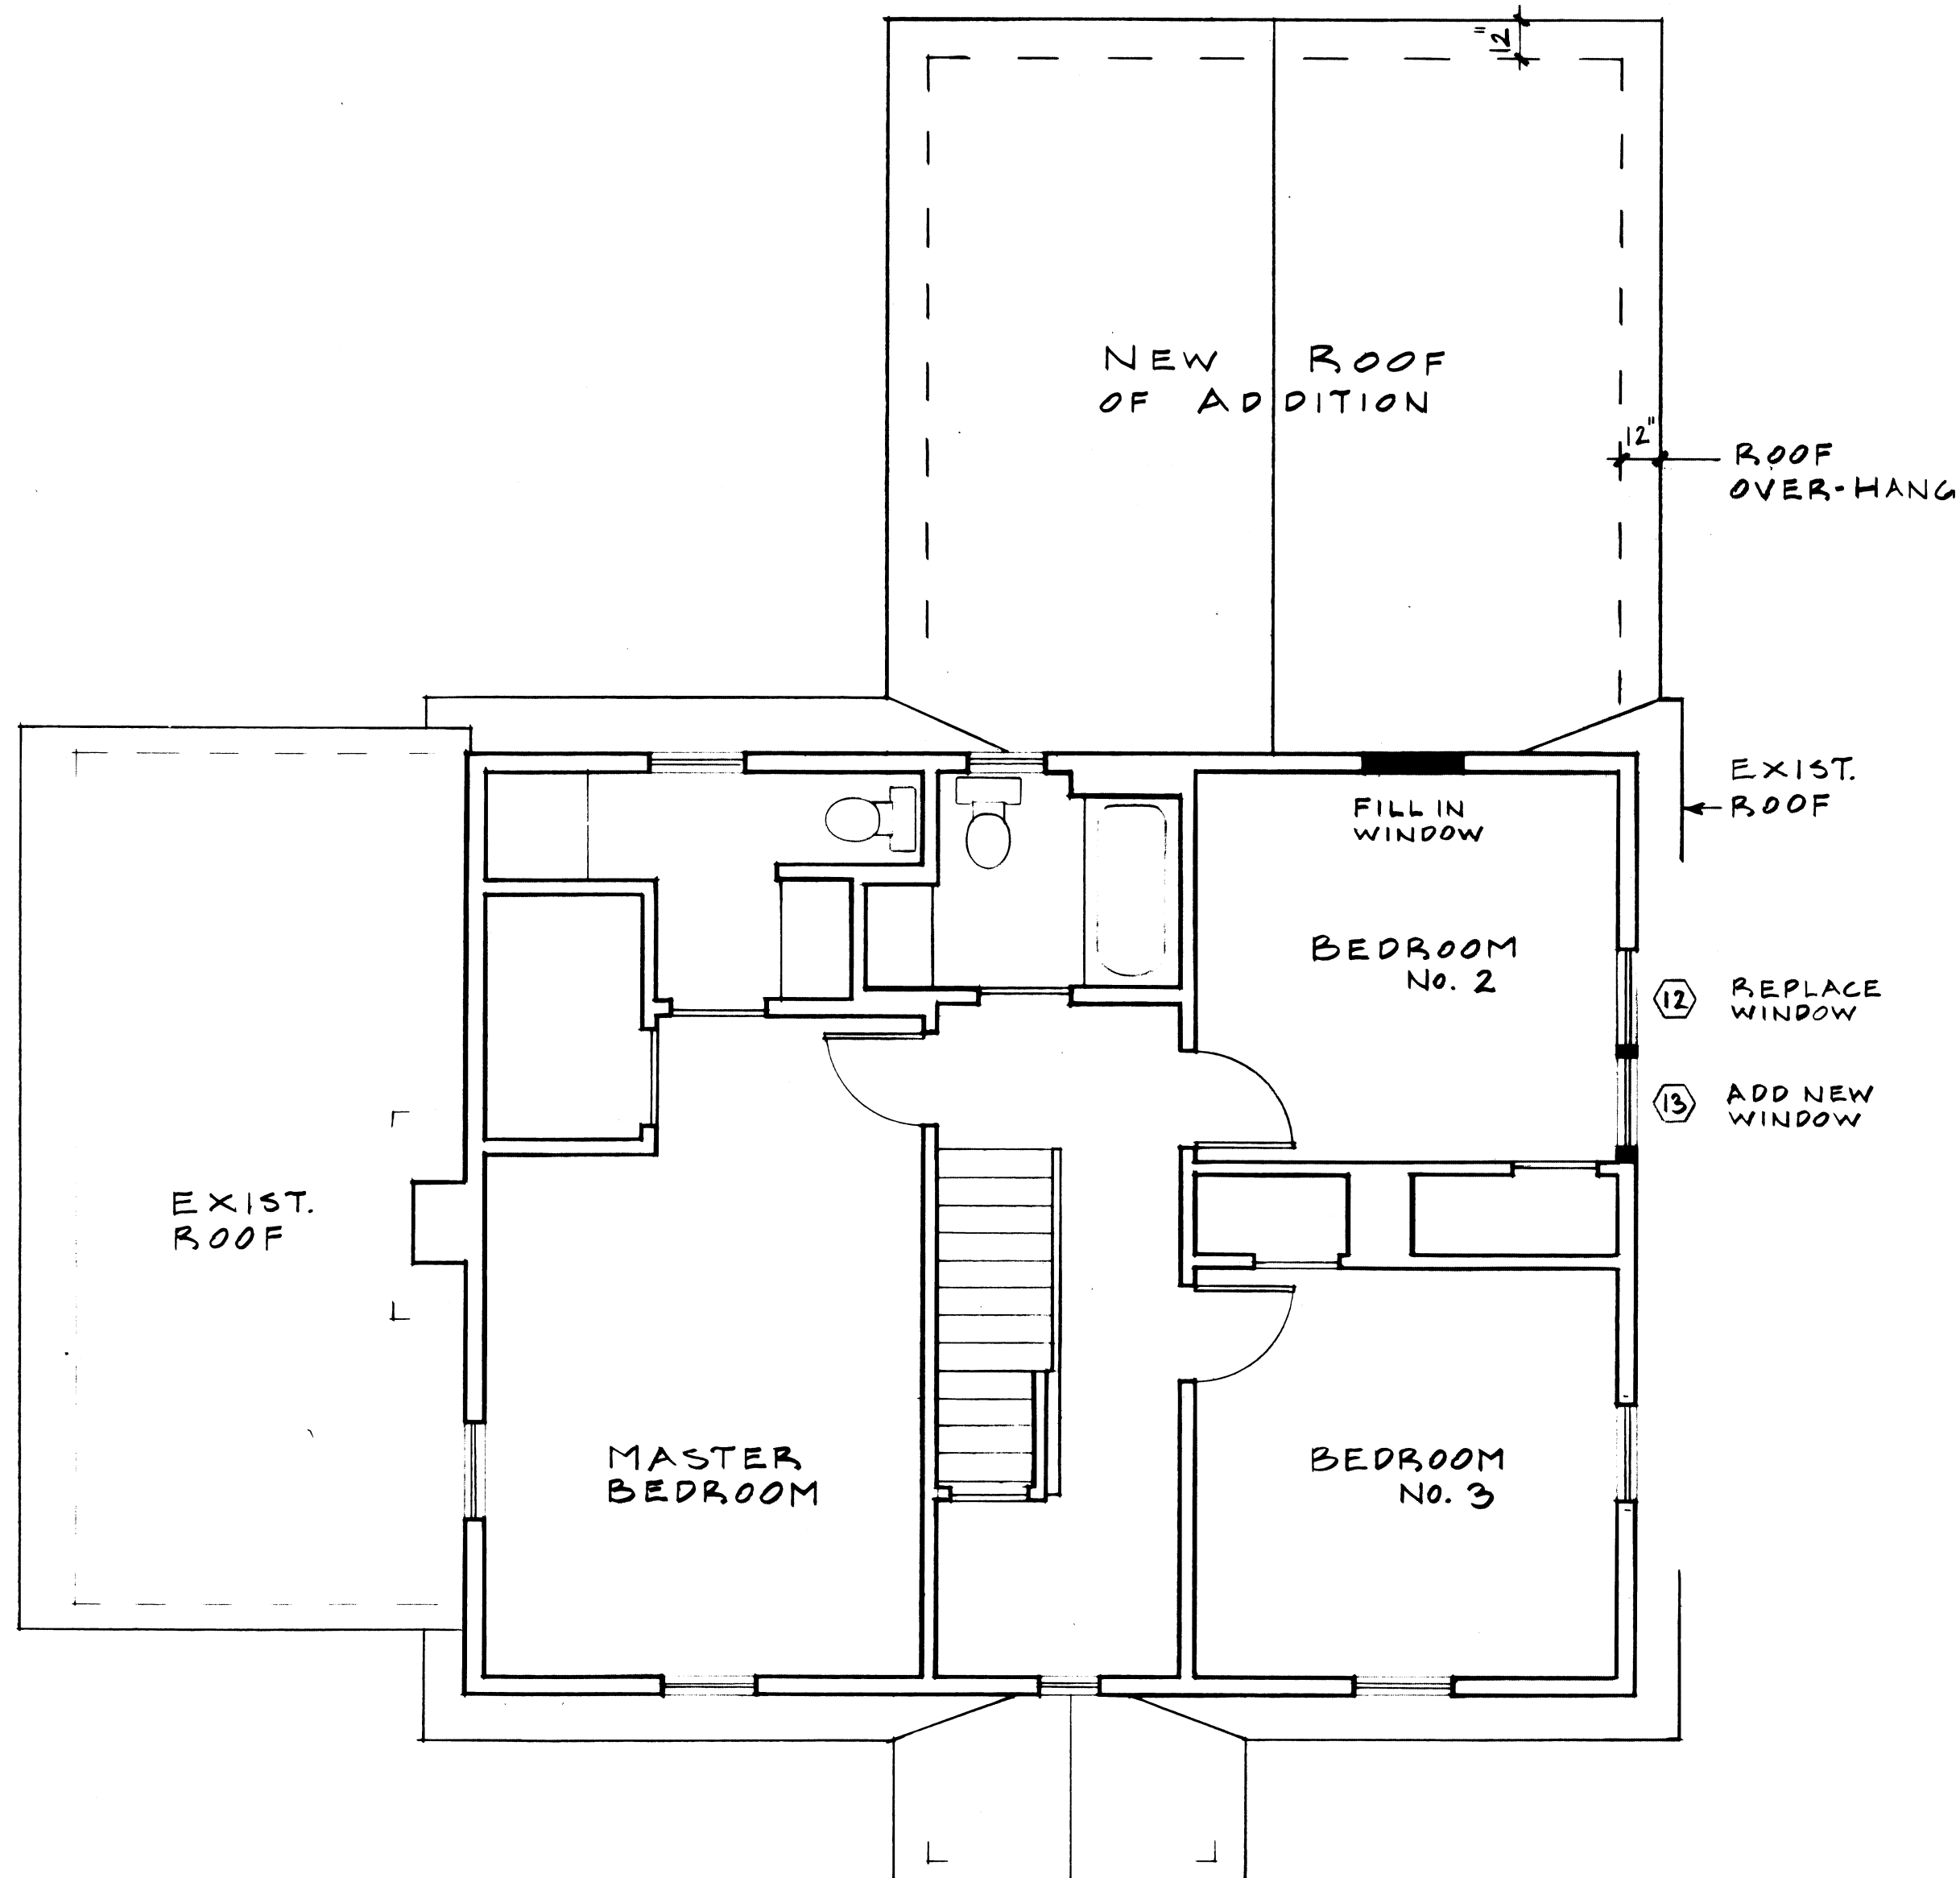 12"
NEW ROOF
OF ADDITION
12"
ROOF
OVER-HANG
EXIST.
ROOF
FILL IN
WINDOW
BEDROOM
No. 2
12 REPLACE
WINDOW
13 ADD NEW
WINDOW
EXIST.
ROOF
MASTER
BEDROOM
BEDROOM
No. 3